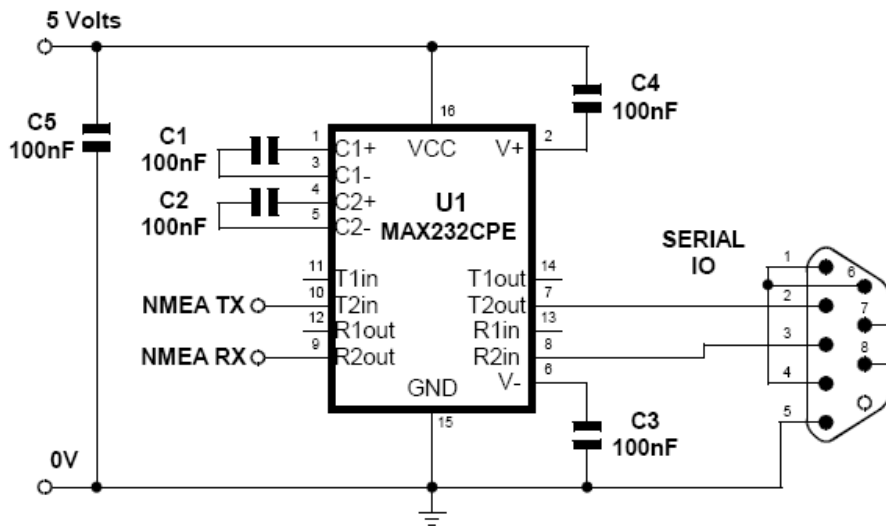 5 Volts
C5
100nF
C1
100nF
C2
100nF
C4
100nF
16
1
3
4
5
2
C1+
C1-
C2+
C2-
VCC
V+
U1
MAX232CPE
11
10
12
9
T1in
T2in
R1out
R2out
T1out
T2out
R1in
R2in
V-
GND
14
7
13
8
6
15
NMEA TX
NMEA RX
C3
100nF
SERIAL
IO
1
2
3
4
5
6
7
8
0V